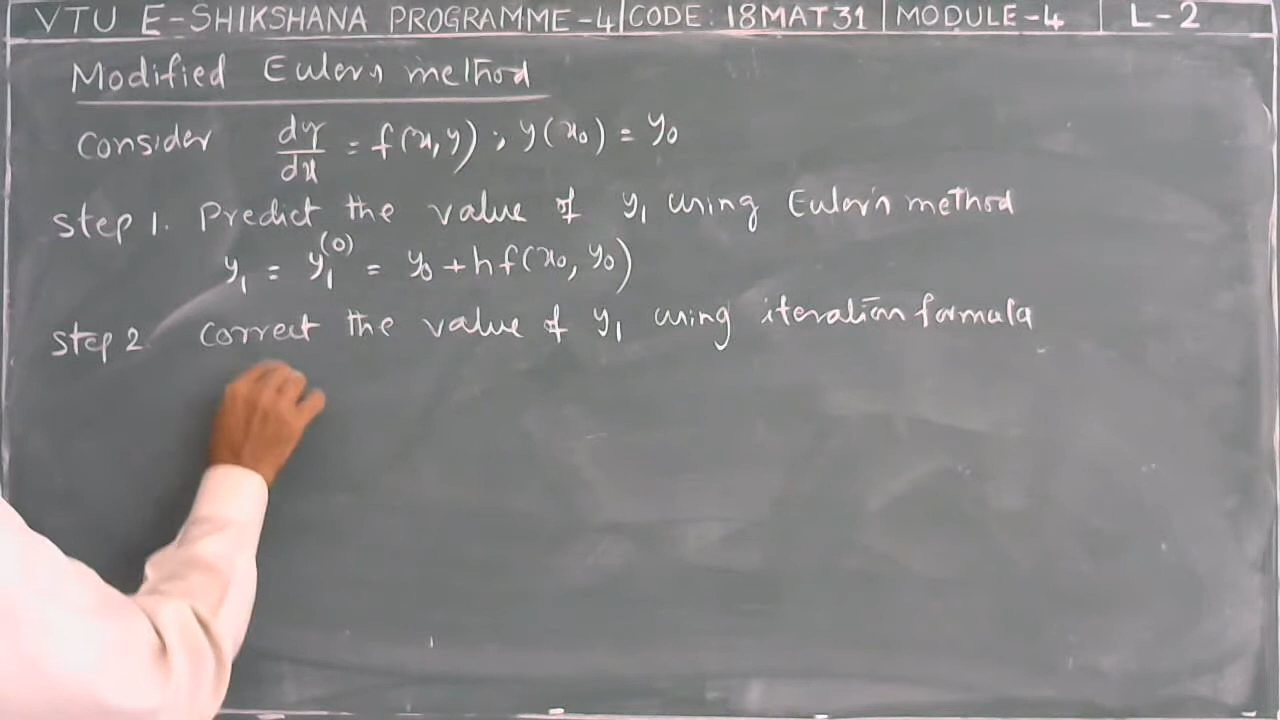 VTU E-SHIKSHANA PROGRAMME-4 | CODE: 18MAT31 | MODULE-4 | L-2
Modified Euler's method
Consider dy/dx = f(x,y), y(x₀) = y₀
Step 1. Predict the value of y₁ using Euler's method
y₁ = y₁⁽⁰⁾ = y₀ + hf(x₀, y₀)
Step 2. Correct the value of y₁ using iteration formula